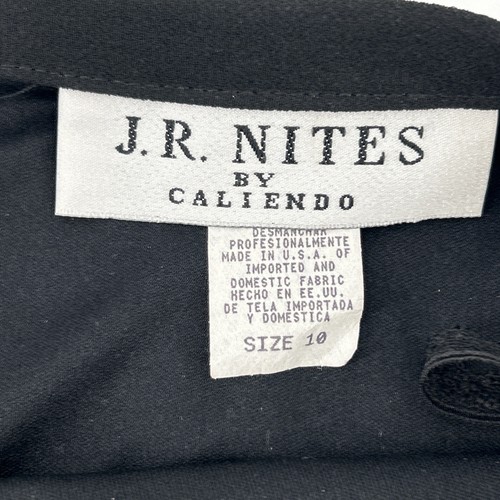 J.R. NITES
BY
CALIENDO
DESMANCHAR
PROFESIONALMENTE
MADE IN U.S.A. OF
IMPORTED AND
DOMESTIC FABRIC
HECHO EN EE.UU.
DE TELA IMPORTADA
Y DOMESTICA
SIZE 10